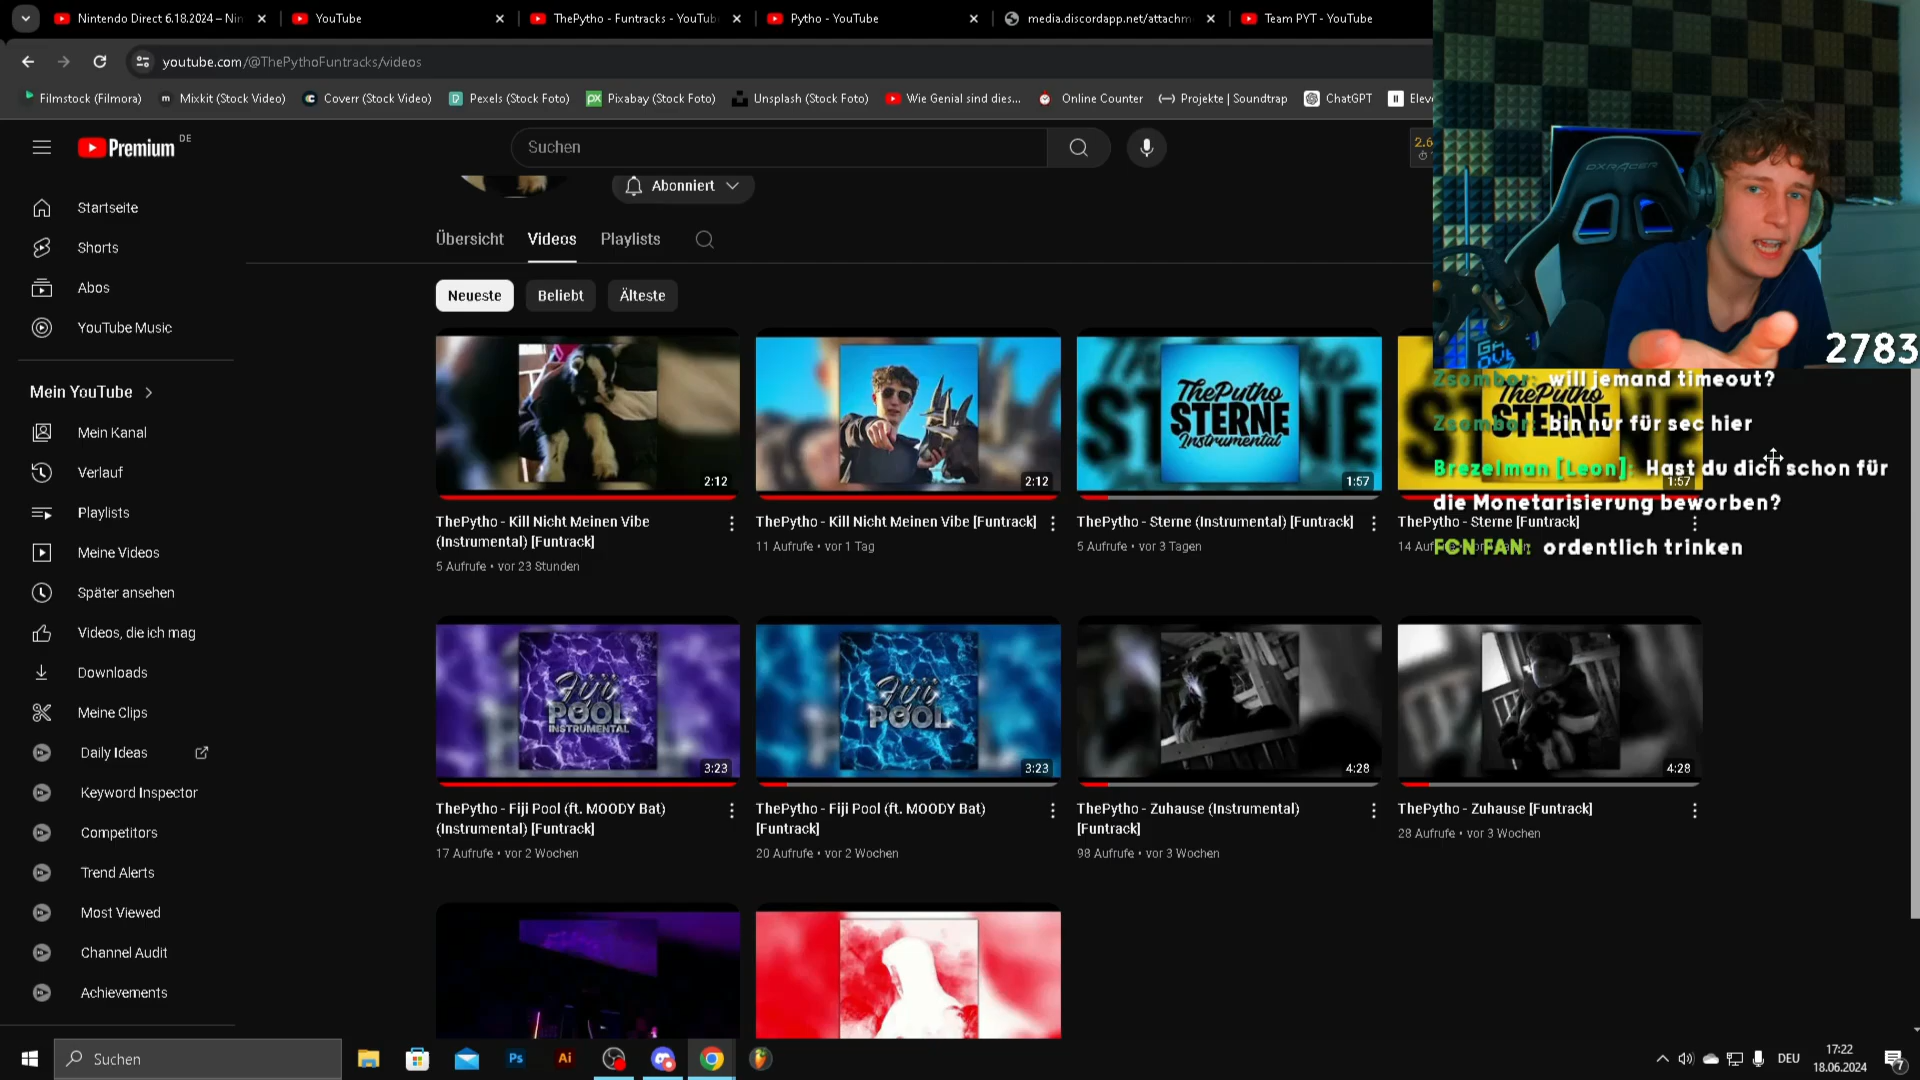 Nintendo Direct 6.18.2024 – Nin
YouTube
ThePytho - Funtracks - YouTub
Pytho - YouTube
media.discordapp.net/attachm
Team PYT - YouTube
youtube.com/@ThePythoFuntracks/videos
Filmstock (Filmora)
Mixkit (Stock Video)
Coverr (Stock Video)
Pexels (Stock Foto)
Pixabay (Stock Foto)
Unsplash (Stock Foto)
Wie Genial sind dies...
Online Counter
Projekte | Soundtrap
ChatGPT
Elev
Premium DE
Suchen
2.6
DXRACER
2783
Startseite
Shorts
Abos
YouTube Music
Mein YouTube
Mein Kanal
Verlauf
Playlists
Meine Videos
Später ansehen
Videos, die ich mag
Downloads
Meine Clips
Daily Ideas
Keyword Inspector
Competitors
Trend Alerts
Most Viewed
Channel Audit
Achievements
Abonniert
Übersicht
Videos
Playlists
Neueste
Beliebt
Älteste
2:12
ThePytho - Kill Nicht Meinen Vibe
(Instrumental) [Funtrack]
5 Aufrufe • vor 23 Stunden
2:12
ThePytho - Kill Nicht Meinen Vibe [Funtrack]
11 Aufrufe • vor 1 Tag
ThePytho
STERNE
Instrumental
1:57
ThePytho - Sterne (Instrumental) [Funtrack]
5 Aufrufe • vor 3 Tagen
ThePytho
STERNE
1:57
ThePytho - Sterne [Funtrack]
14 Auf
Zsombor: will jemand timeout?
Zsombor: bin nur für sec hier
Brezelman [Leon]: Hast du dich schon für
die Monetarisierung beworben?
FCN FAN: ordentlich trinken
Fiji
POOL
INSTRUMENTAL
3:23
ThePytho - Fiji Pool (ft. MOODY Bat)
(Instrumental) [Funtrack]
17 Aufrufe • vor 2 Wochen
Fiji
POOL
3:23
ThePytho - Fiji Pool (ft. MOODY Bat)
[Funtrack]
20 Aufrufe • vor 2 Wochen
4:28
ThePytho - Zuhause (Instrumental)
[Funtrack]
98 Aufrufe • vor 3 Wochen
4:28
ThePytho - Zuhause [Funtrack]
28 Aufrufe • vor 3 Wochen
Suchen
Ps
Ai
DEU
17:22
18.06.2024
7